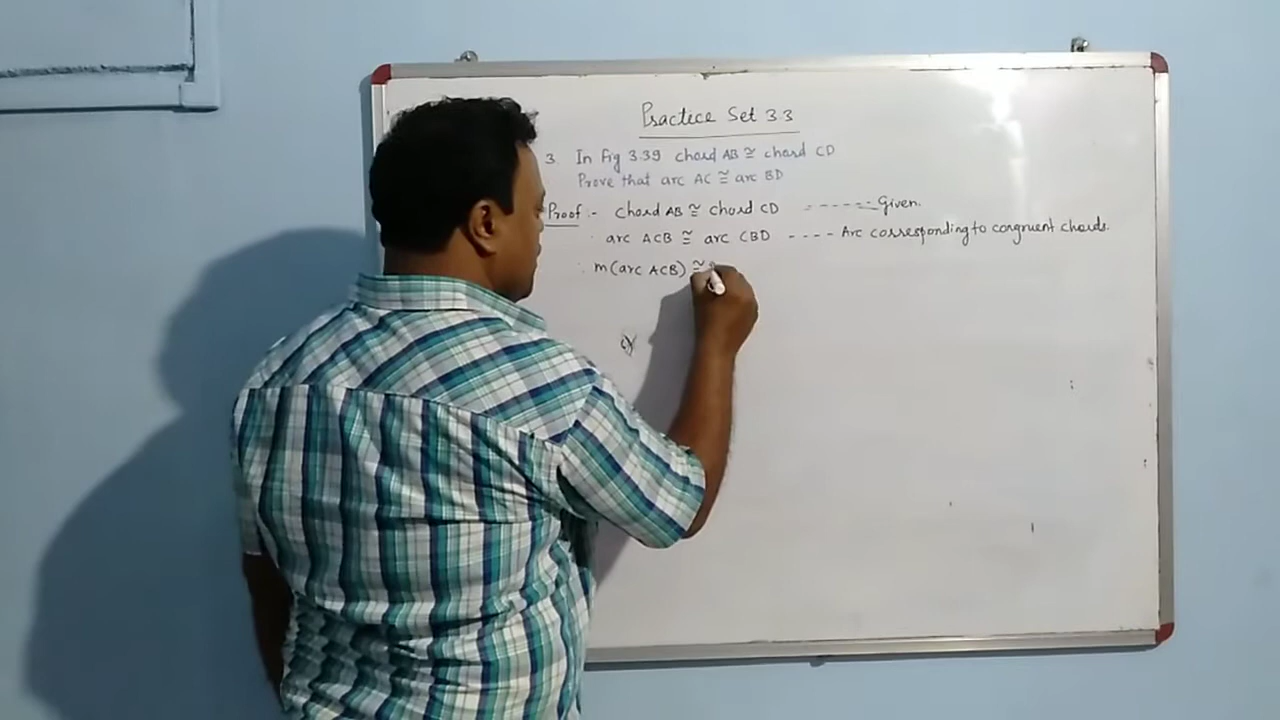 Practice Set 3.3
3. In Fig 3.39 chord AB ≅ chord CD
Prove that arc AC ≅ arc BD
Proof :- chord AB ≅ chord CD ------ Given.
∴ arc ACB ≅ arc CBD ---- Arc corresponding to congruent chords.
∴ m(arc ACB) ≅